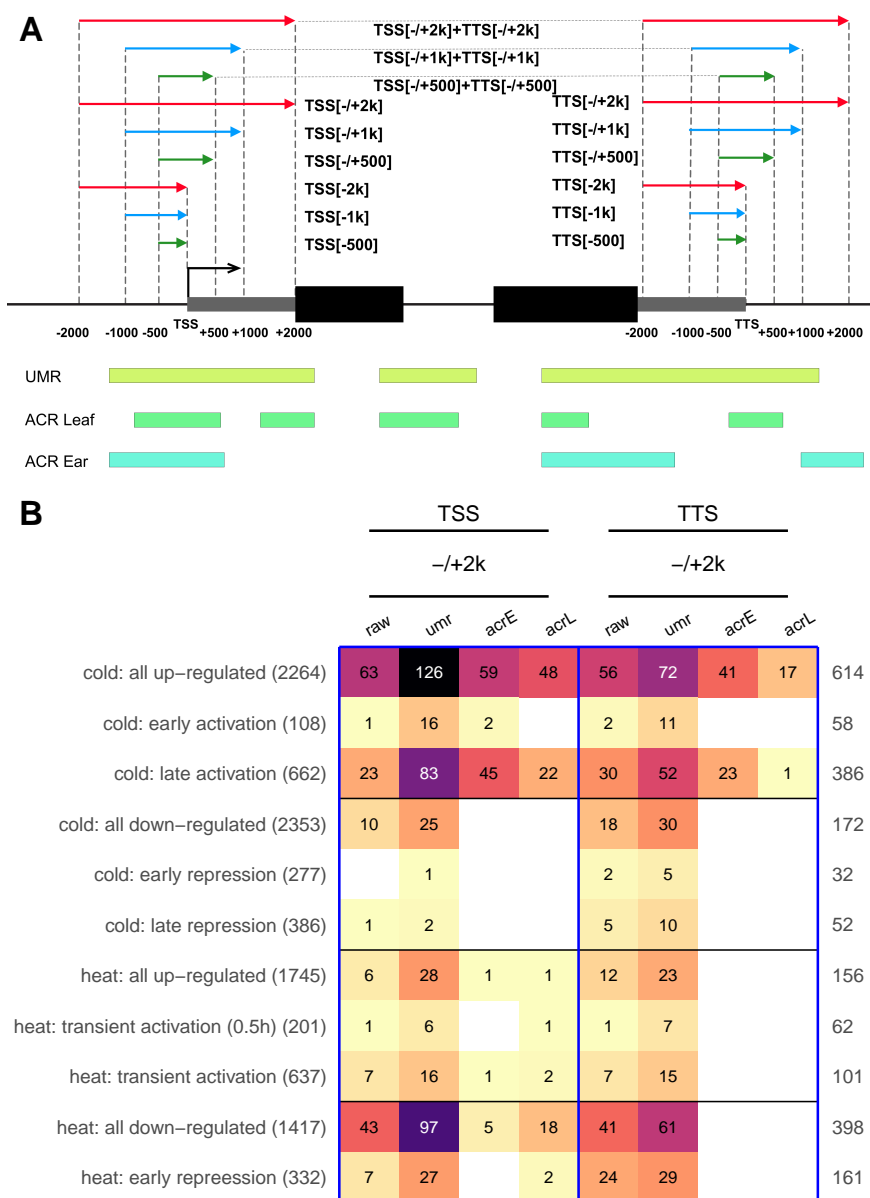 A
TSS[-/+2k]+TTS[-/+2k]
TSS[-/+1k]+TTS[-/+1k]
TSS[-/+500]+TTS[-/+500]
TSS[-/+2k] TTS[-/+2k]
TSS[-/+1k] TTS[-/+1k]
TSS[-/+500] TTS[-/+500]
TSS[-2k] TTS[-2k]
TSS[-1k] TTS[-1k]
TSS[-500] TTS[-500]
-2000 -1000 -500 TSS +500 +1000 +2000 -2000 -1000 -500 TTS +500 +1000 +2000
UMR
ACR Leaf
ACR Ear
B
TSS TTS
−/+2k −/+2k
raw umr acrE acrL raw umr acrE acrL
cold: all up−regulated (2264) 63 126 59 48 56 72 41 17 614
cold: early activation (108) 1 16 2 2 11 58
cold: late activation (662) 23 83 45 22 30 52 23 1 386
cold: all down−regulated (2353) 10 25 18 30 172
cold: early repression (277) 1 2 5 32
cold: late repression (386) 1 2 5 10 52
heat: all up−regulated (1745) 6 28 1 1 12 23 156
heat: transient activation (0.5h) (201) 1 6 1 1 7 62
heat: transient activation (637) 7 16 1 2 7 15 101
heat: all down−regulated (1417) 43 97 5 18 41 61 398
heat: early repreession (332) 7 27 2 24 29 161